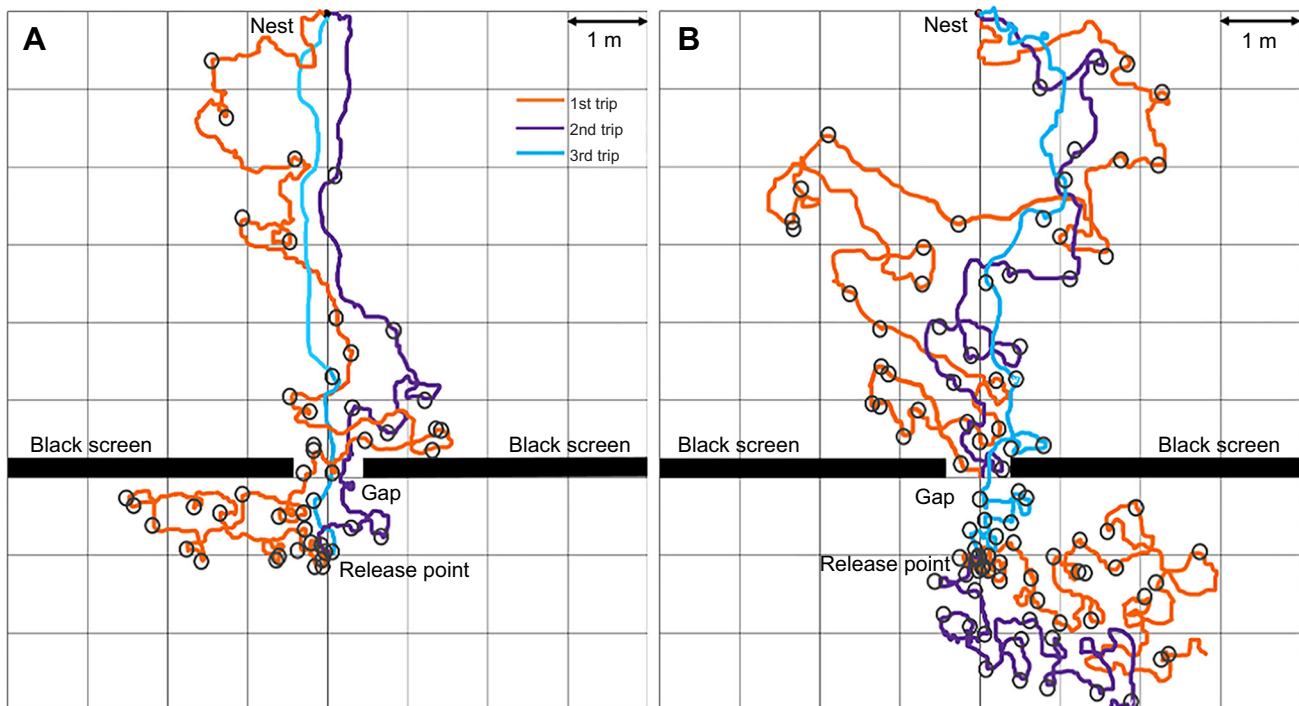 A
Nest
1 m
1st trip
2nd trip
3rd trip
Black screen
Black screen
Gap
Release point
B
Nest
1 m
Black screen
Black screen
Gap
Release point